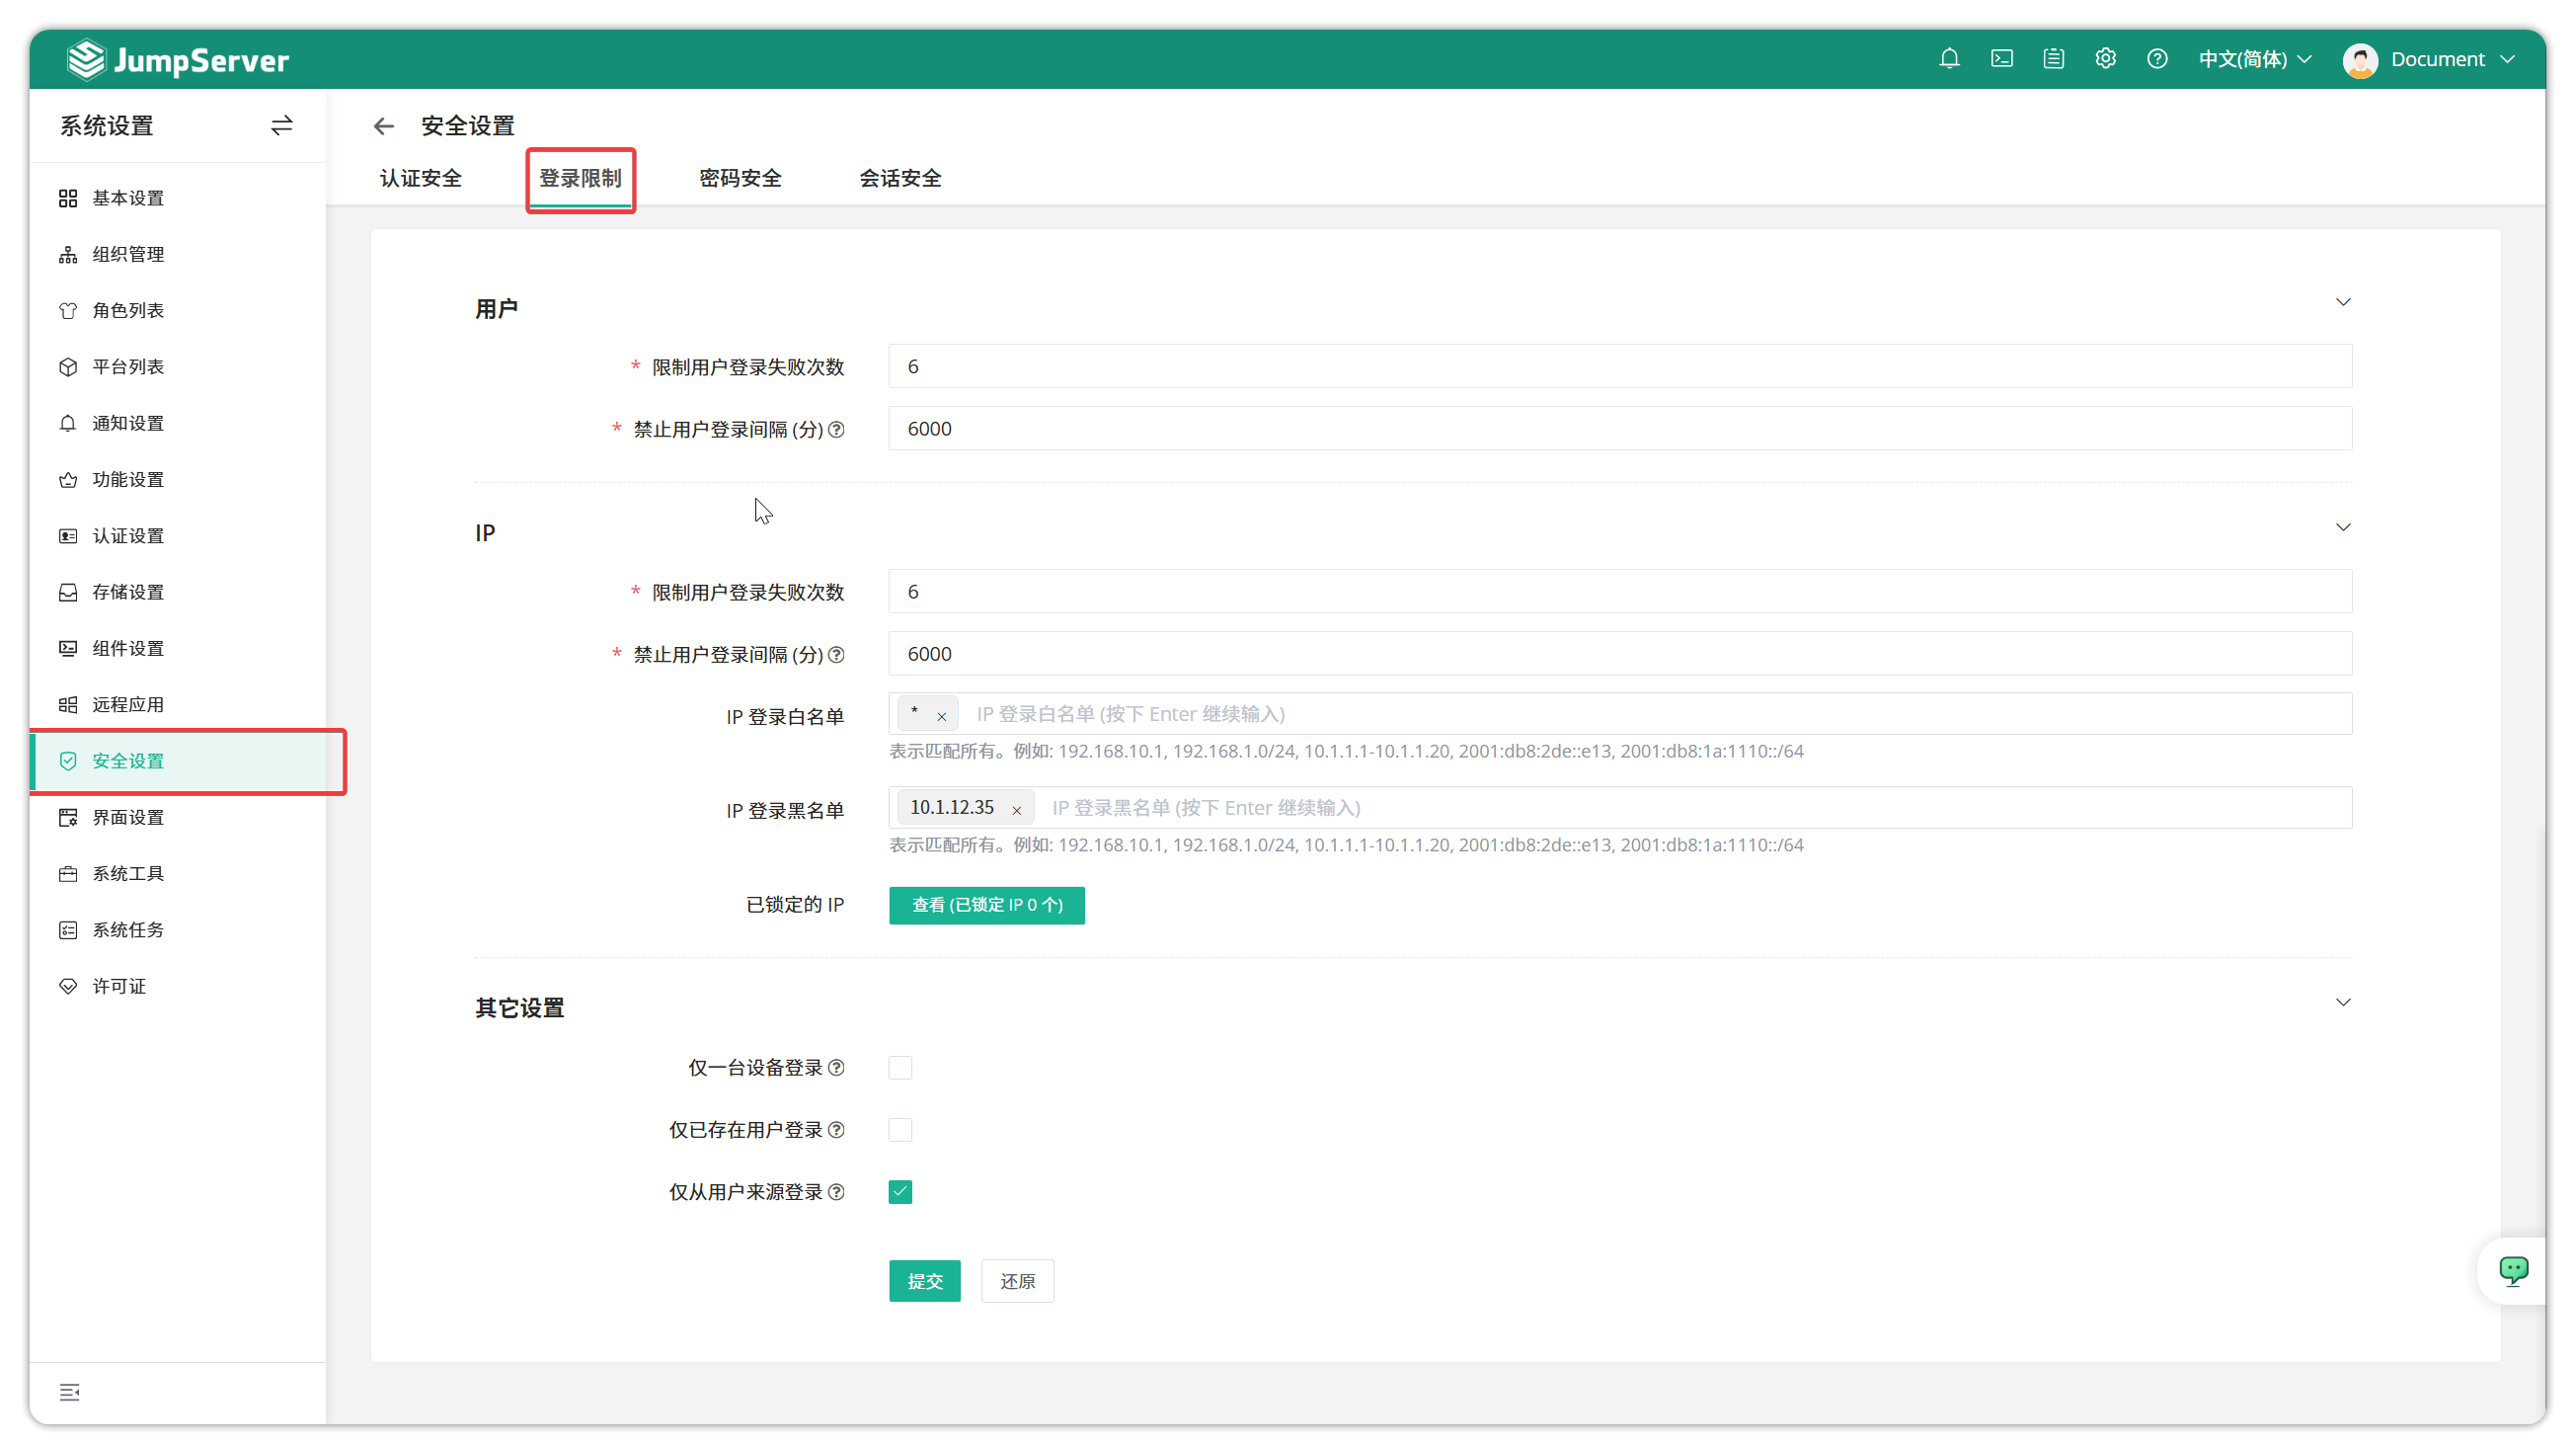 JumpServer
中文(简体)
Document
系统设置
基本设置
组织管理
角色列表
平台列表
通知设置
功能设置
认证设置
存储设置
组件设置
远程应用
安全设置
界面设置
系统工具
系统任务
许可证
安全设置
认证安全 登录限制 密码安全 会话安全
用户
* 限制用户登录失败次数 6
* 禁止用户登录间隔 (分) 6000
IP
* 限制用户登录失败次数 6
* 禁止用户登录间隔 (分) 6000
IP 登录白名单 * × IP 登录白名单 (按下 Enter 继续输入)
表示匹配所有。例如: 192.168.10.1, 192.168.1.0/24, 10.1.1.1-10.1.1.20, 2001:db8:2de::e13, 2001:db8:1a:1110::/64
IP 登录黑名单 10.1.12.35 × IP 登录黑名单 (按下 Enter 继续输入)
表示匹配所有。例如: 192.168.10.1, 192.168.1.0/24, 10.1.1.1-10.1.1.20, 2001:db8:2de::e13, 2001:db8:1a:1110::/64
已锁定的 IP 查看 (已锁定 IP 0 个)
其它设置
仅一台设备登录
仅已存在用户登录
仅从用户来源登录
提交 还原